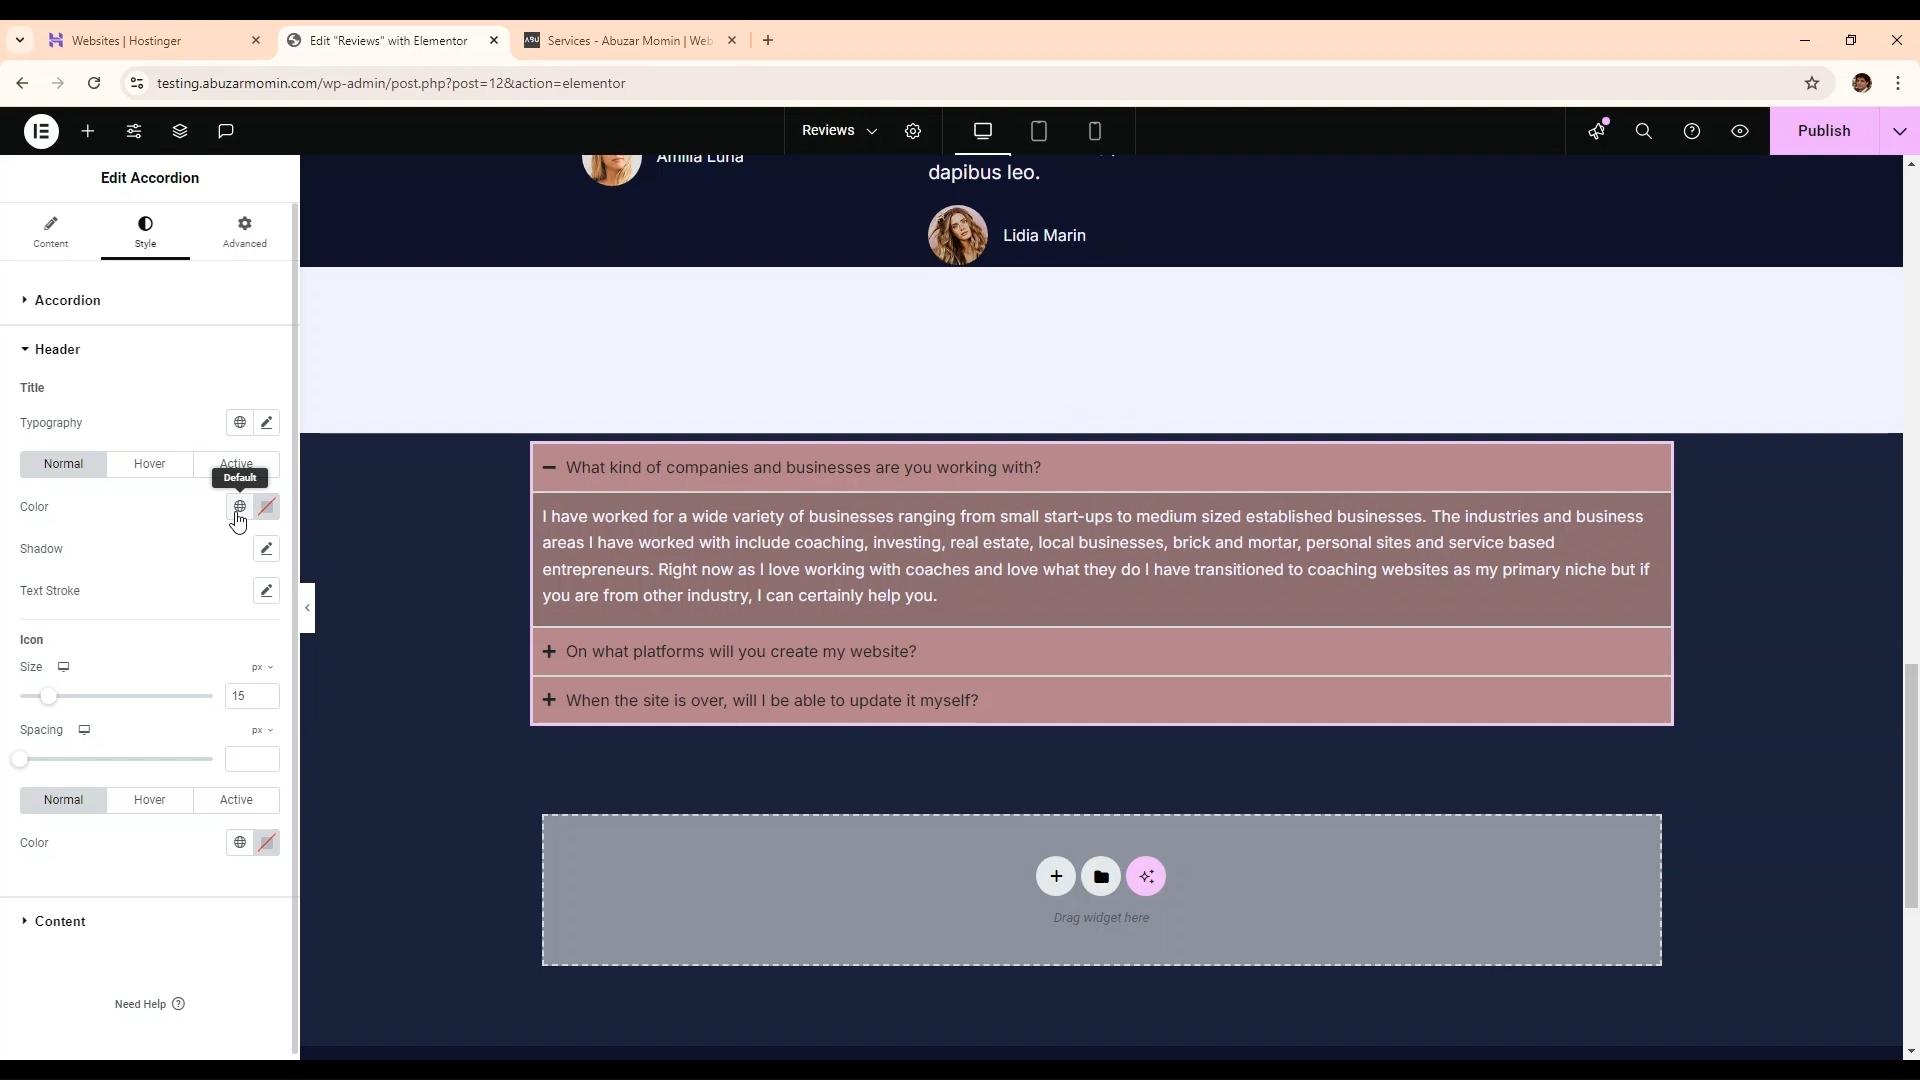 Websites | Hostinger
Edit "Reviews" with Elementor
ABU
Services - Abuzar Momin | Web
testing.abuzarmomin.com/wp-admin/post.php?post=12&action=elementor
Reviews
Publish
Edit Accordion
Content
Style
Advanced
Accordion
Header
Title
Typography
Normal
Hover
Active
Default
Color
Shadow
Text Stroke
Icon
Size
px
15
Spacing
px
Normal
Hover
Active
Color
Content
Need Help
Amilia Luna
dapibus leo.
Lidia Marin
What kind of companies and businesses are you working with?
I have worked for a wide variety of businesses ranging from small start-ups to medium sized established businesses. The industries and business
areas I have worked with include coaching, investing, real estate, local businesses, brick and mortar, personal sites and service based
entrepreneurs. Right now as I love working with coaches and love what they do I have transitioned to coaching websites as my primary niche but if
you are from other industry, I can certainly help you.
On what platforms will you create my website?
When the site is over, will I be able to update it myself?
Drag widget here